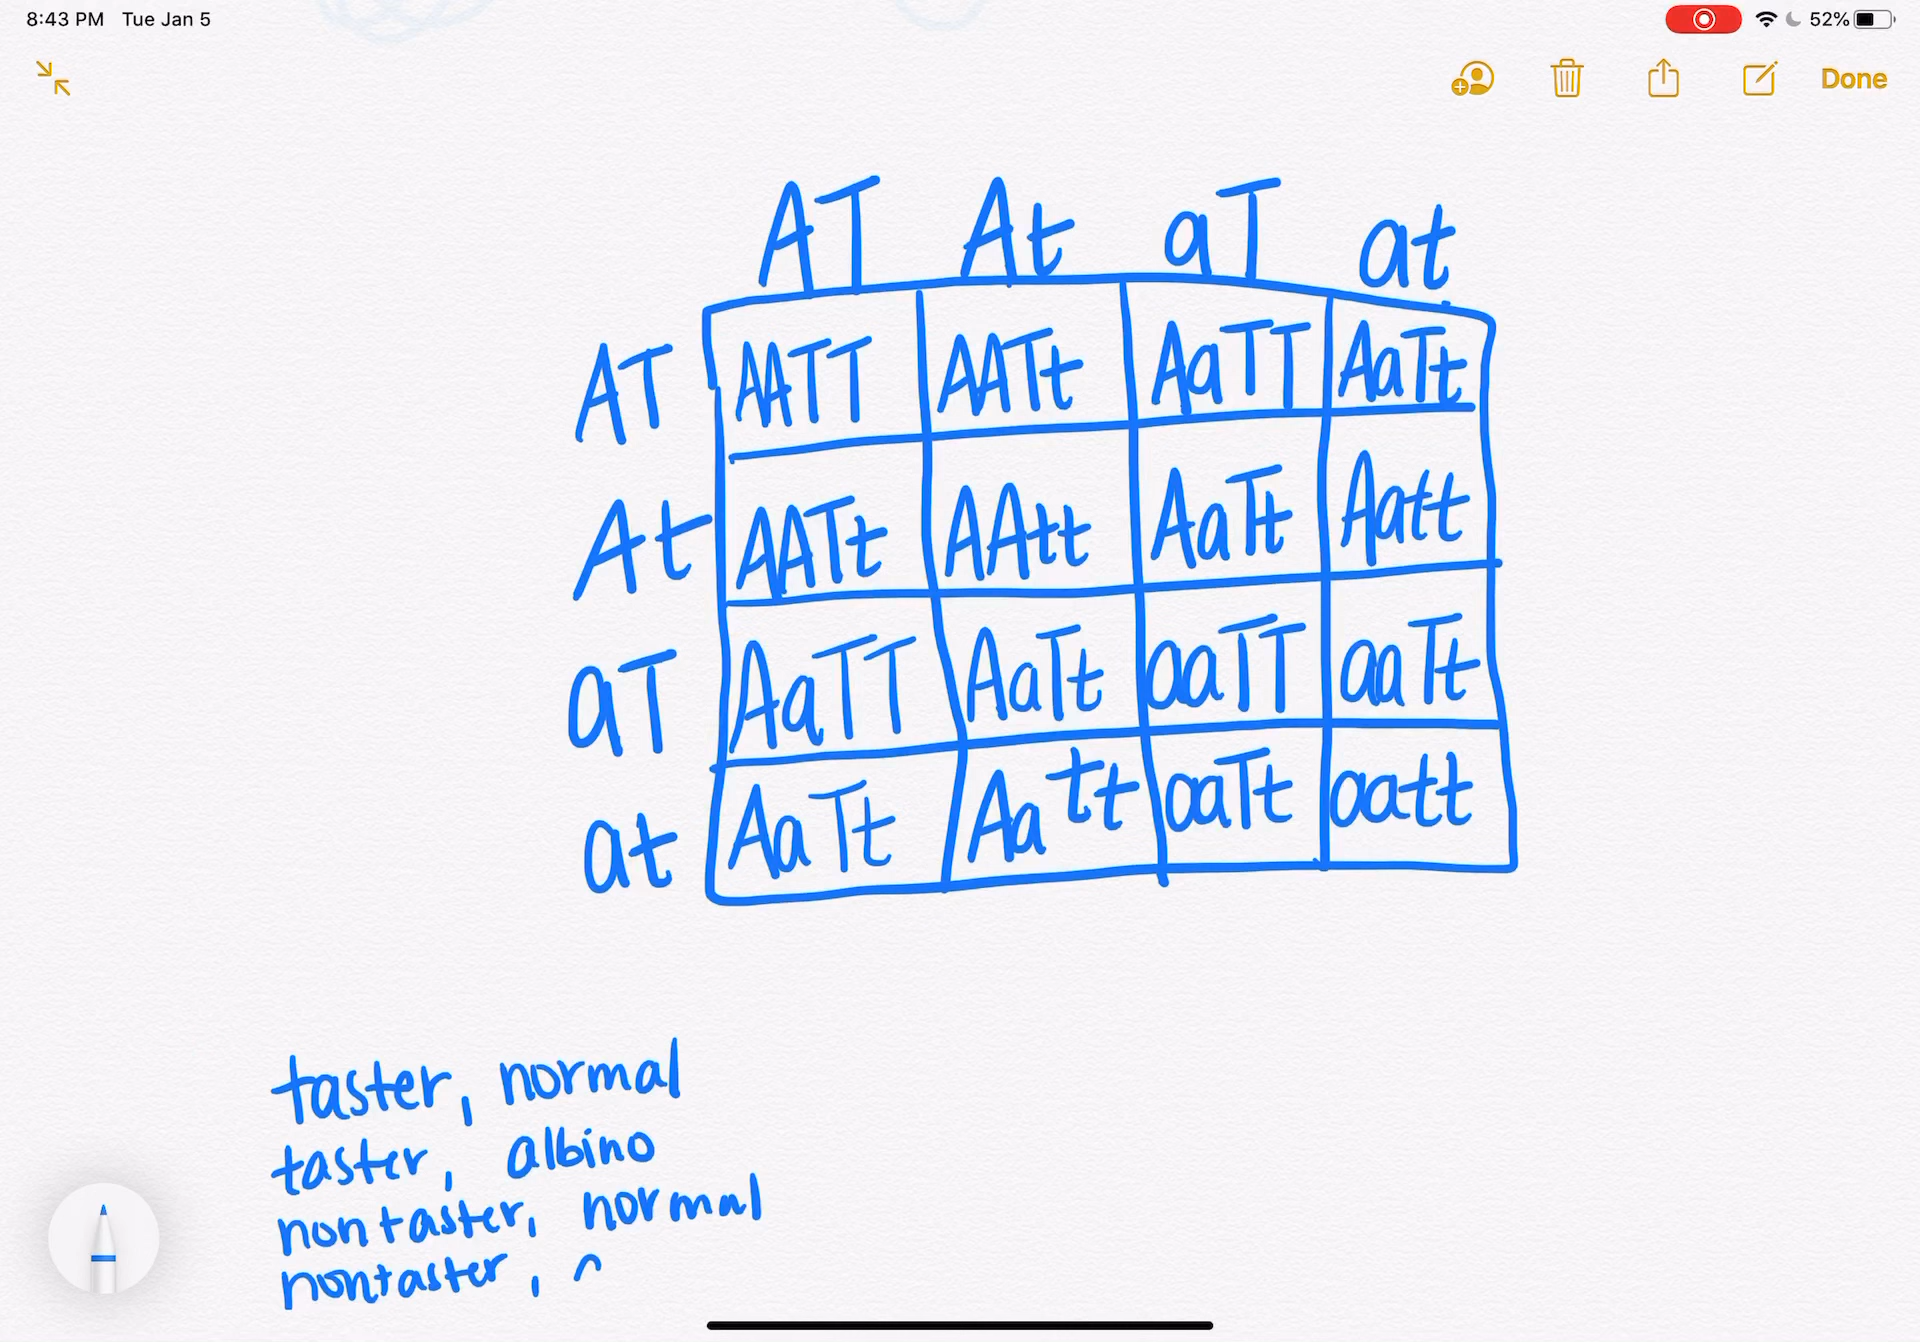 8:43 PM Tue Jan 5 52%
Done
AT At aT at
AT AATT AATt AaTT AaTt
At AATt AAtt AaTt Aatt
aT AaTT AaTt aaTT aaTt
at AaTt Aatt aaTt aatt
taster, normal
taster, albino
nontaster, normal
nontaster,